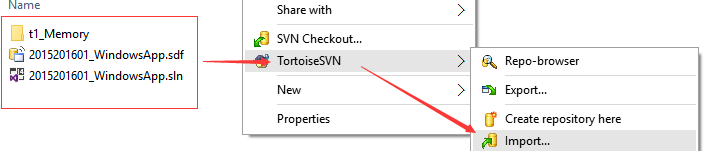 Name
t1_Memory
2015201601_WindowsApp.sdf
2015201601_WindowsApp.sln
Share with
SVN Checkout...
TortoiseSVN
New
Properties
Repo-browser
Export...
Create repository here
Import...